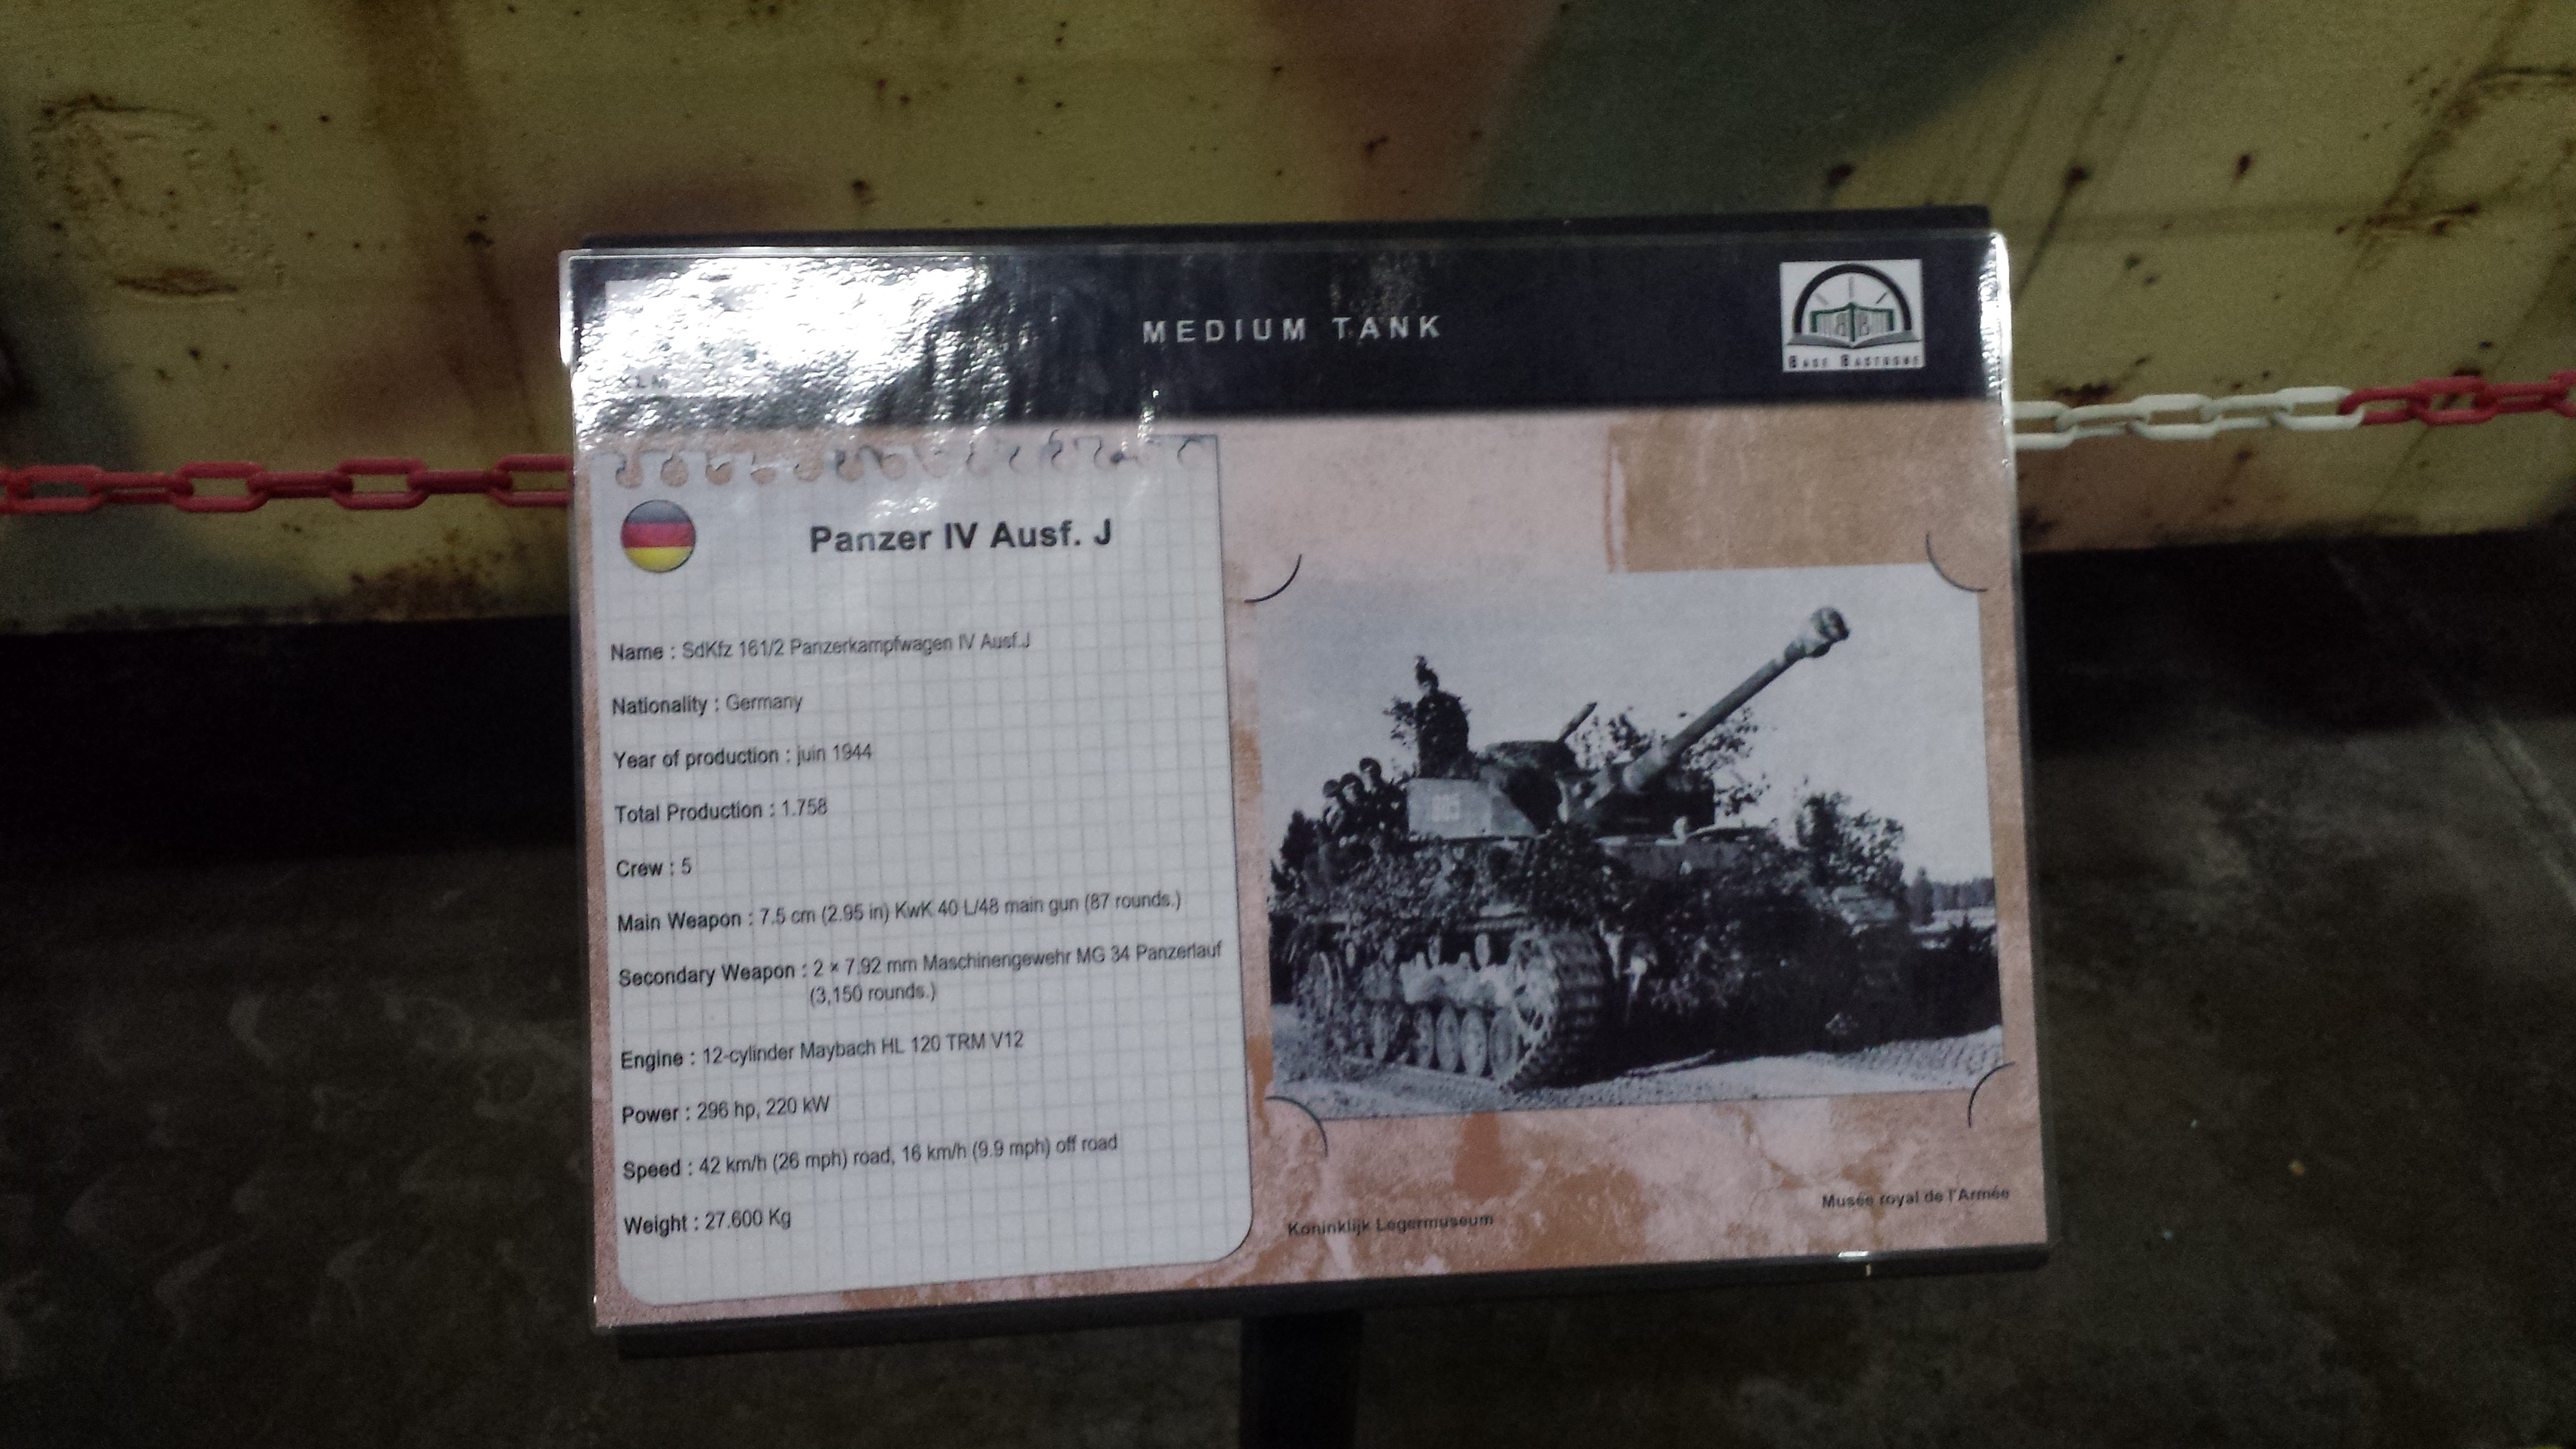 MEDIUM TANK
BASE BASTOGNE
Panzer IV Ausf. J
Name : SdKfz 161/2 Panzerkampfwagen IV Ausf.J
Nationality : Germany
Year of production : juin 1944
Total Production : 1.758
Crew : 5
Main Weapon : 7.5 cm (2.95 in) KwK 40 L/48 main gun (87 rounds.)
Secondary Weapon : 2 × 7.92 mm Maschinengewehr MG 34 Panzerlauf
(3,150 rounds.)
Engine : 12-cylinder Maybach HL 120 TRM V12
Power : 296 hp, 220 kW
Speed : 42 km/h (26 mph) road, 16 km/h (9.9 mph) off road
Weight : 27.600 Kg
Koninklijk Legermuseum
Musée royal de l'Armée